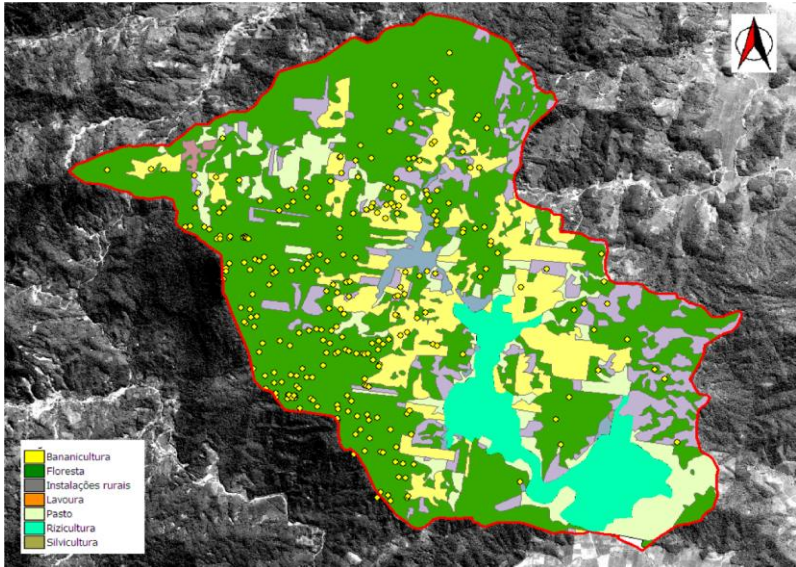 Bananicultura
Floresta
Instalações rurais
Lavoura
Pasto
Rizicultura
Silvicultura